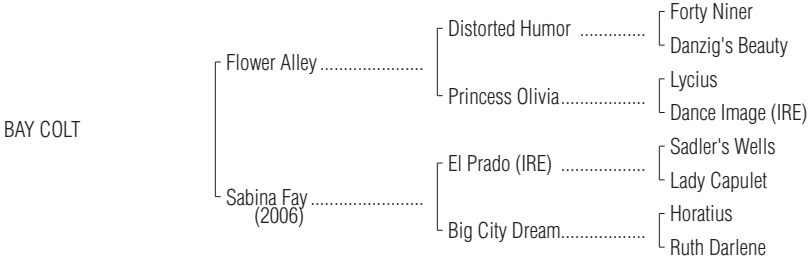 Forty Niner
Distorted Humor ..............
Danzig's Beauty
Flower Alley ......................
Lycius
Princess Olivia..................
Dance Image (IRE)
BAY COLT
Sadler's Wells
El Prado (IRE) ..................
Lady Capulet
Sabina Fay ........................
(2006)
Horatius
Big City Dream..................
Ruth Darlene